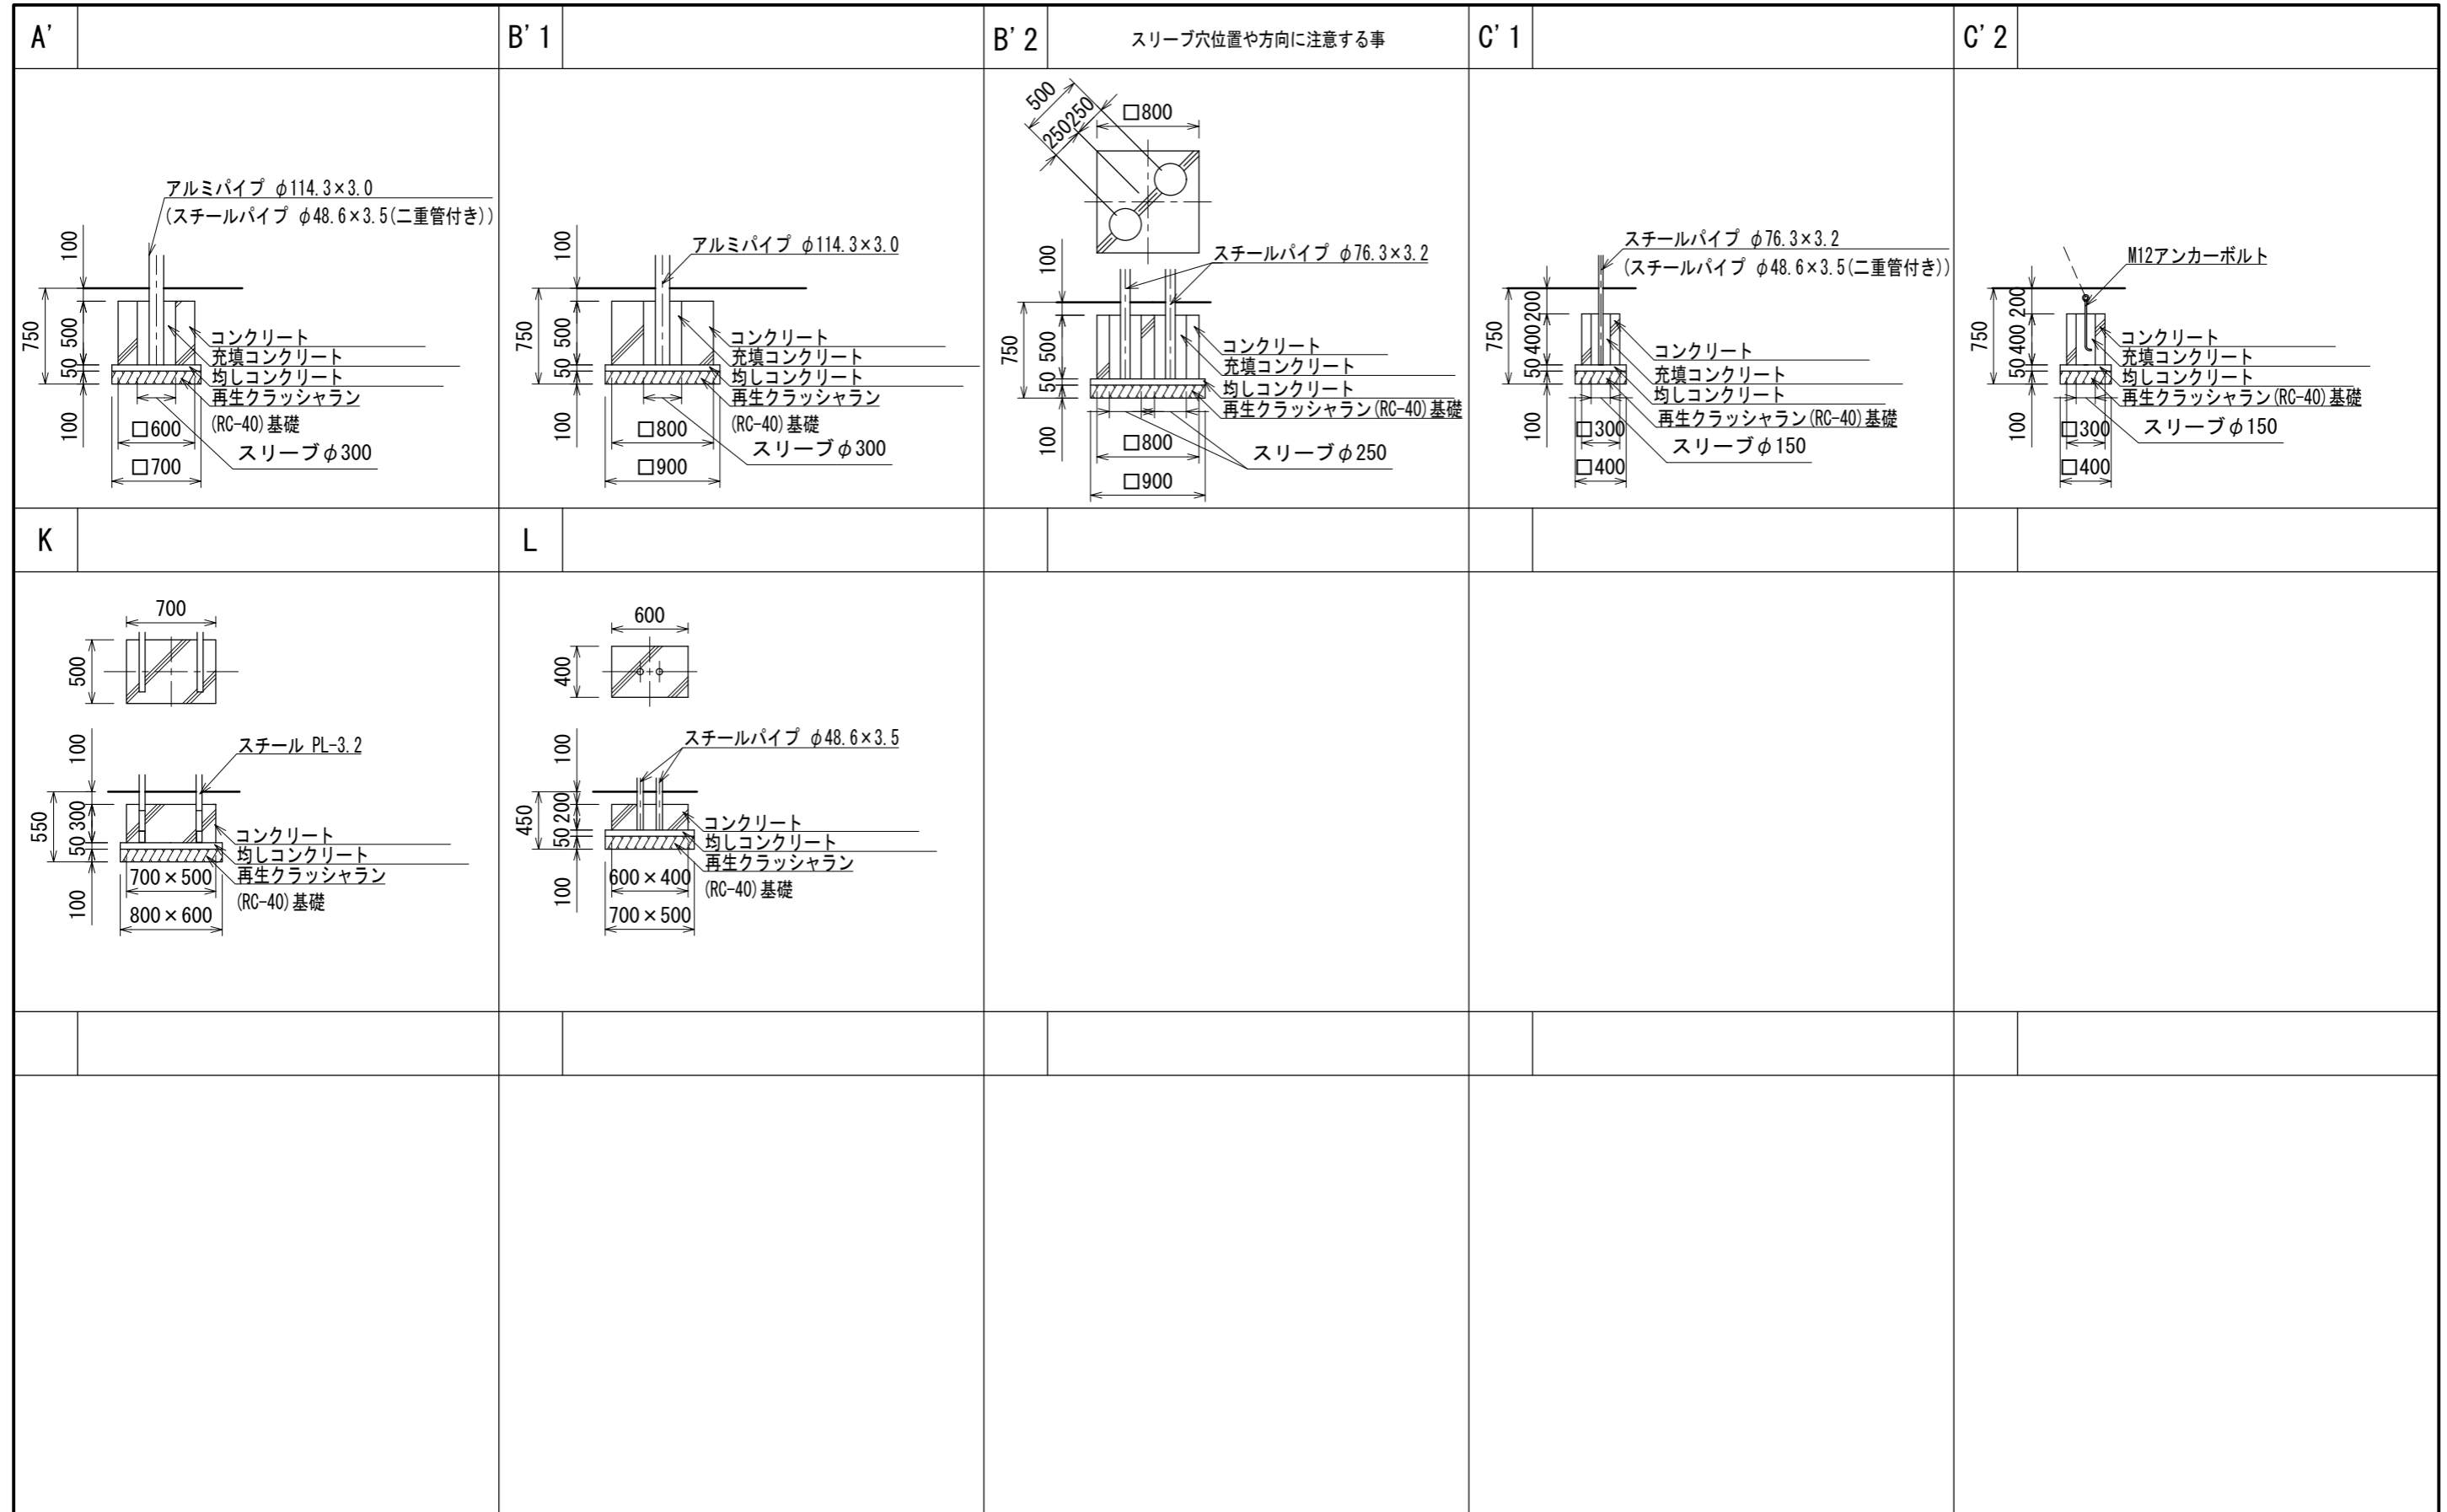 A'
B'1
B'2
スリーブ穴位置や方向に注意する事
C'1
C'2
アルミパイプ φ114.3×3.0
(スチールパイプ φ48.6×3.5(二重管付き))
100
750
500
50
100
コンクリート
充填コンクリート
均しコンクリート
再生クラッシャラン
(RC-40)基礎
□600
□700
スリーブφ300
アルミパイプ φ114.3×3.0
100
750
500
50
100
コンクリート
充填コンクリート
均しコンクリート
再生クラッシャラン
(RC-40)基礎
□800
□900
スリーブφ300
500
250
250
□800
スチールパイプ φ76.3×3.2
100
750
500
50
100
コンクリート
充填コンクリート
均しコンクリート
再生クラッシャラン(RC-40)基礎
□800
□900
スリーブφ250
スチールパイプ φ76.3×3.2
(スチールパイプ φ48.6×3.5(二重管付き))
750
200
400
50
100
コンクリート
充填コンクリート
均しコンクリート
再生クラッシャラン(RC-40)基礎
□300
□400
スリーブφ150
M12アンカーボルト
750
200
400
50
100
コンクリート
充填コンクリート
均しコンクリート
再生クラッシャラン(RC-40)基礎
□300
□400
スリーブφ150
K
L
700
500
スチール PL-3.2
100
550
300
50
100
コンクリート
均しコンクリート
再生クラッシャラン
(RC-40)基礎
700×500
800×600
600
400
スチールパイプ φ48.6×3.5
100
450
200
50
100
コンクリート
均しコンクリート
再生クラッシャラン
(RC-40)基礎
600×400
700×500